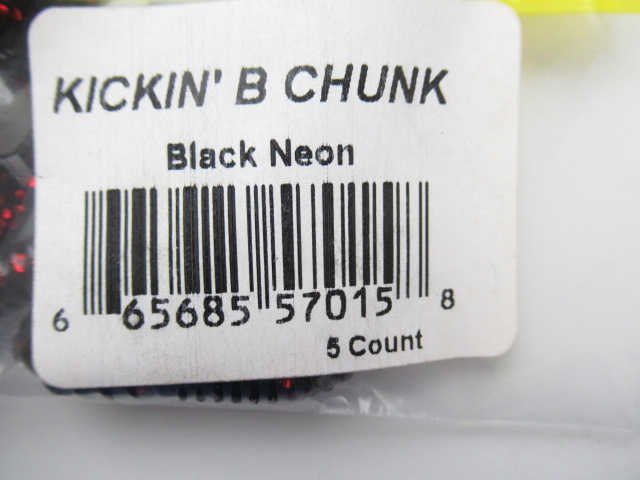 KICKIN' B CHUNK
Black Neon
6 65685 57015 8
5 Count